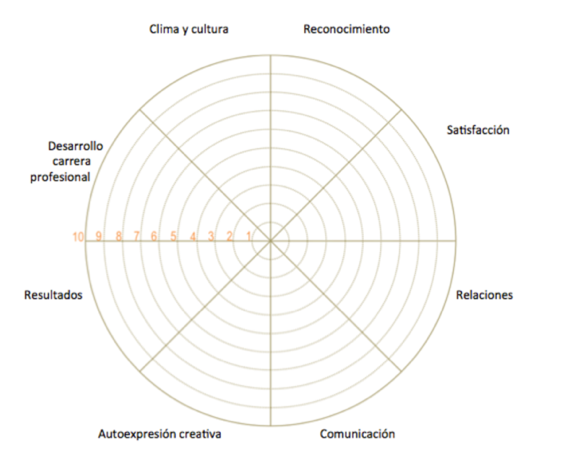 Clima y cultura
Reconocimiento
Satisfacción
Desarrollo
carrera
profesional
10 9 8 7 6 5 4 3 2 1
Resultados
Relaciones
Autoexpresión creativa
Comunicación